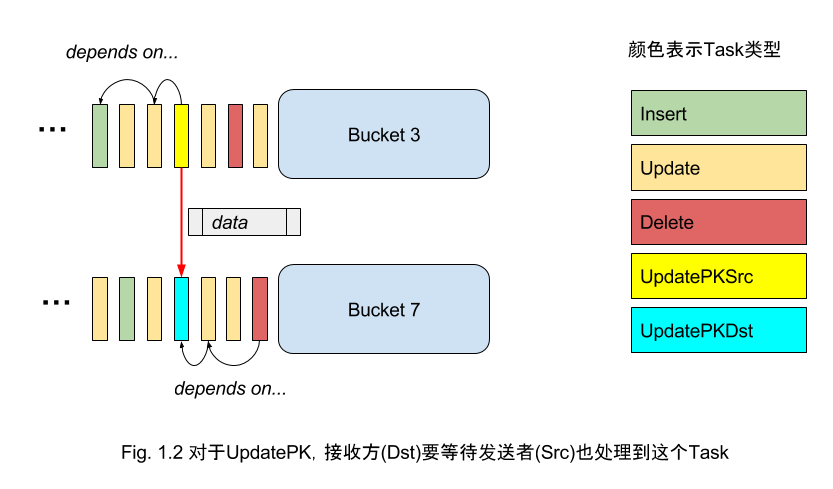 depends on...
颜色表示Task类型
...
Bucket 3
Insert
Update
Delete
UpdatePKSrc
UpdatePKDst
data
...
Bucket 7
depends on...
Fig. 1.2 对于UpdatePK, 接收方(Dst)要等待发送者(Src)也处理到这个Task